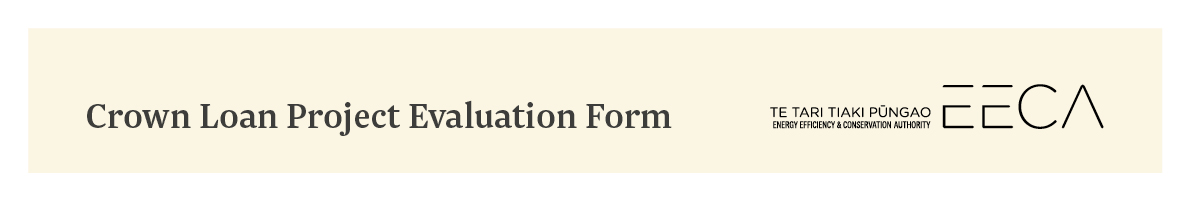 Crown Loan Project Evaluation Form
TE TARI TIAKI PŪNGAO
ENERGY EFFICIENCY & CONSERVATION AUTHORITY
EECA